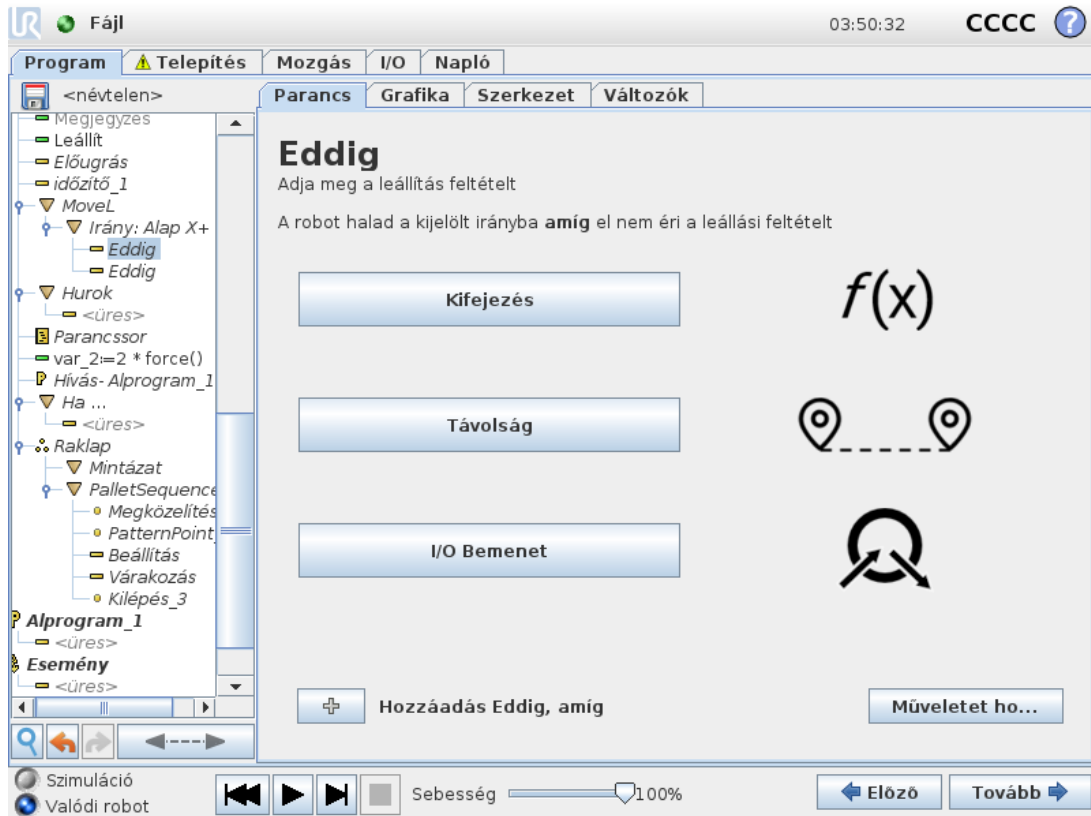 Fájl
03:50:32
CCCC
?
Program
Telepítés
Mozgás
I/O
Napló
<névtelen>
Parancs
Grafika
Szerkezet
Változók
Megjegyzés
Leállít
Előugrás
időzítő_1
MoveL
Irány: Alap X+
Eddig
Eddig
Hurok
<üres>
Parancssor
var_2:=2 * force()
Hívás- Alprogram_1
Ha ...
<üres>
Raklap
Mintázat
PalletSequence
Megközelítés
PatternPoint_
Beállítás
Várakozás
Kilépés_3
Alprogram_1
<üres>
Esemény
<üres>
Eddig
Adja meg a leállítás feltételt
A robot halad a kijelölt irányba amíg el nem éri a leállási feltételt
Kifejezés
f(x)
Távolság
I/O Bemenet
Hozzáadás Eddig, amíg
Műveletet ho...
Szimuláció
Valódi robot
Sebesség
100%
Előző
Tovább